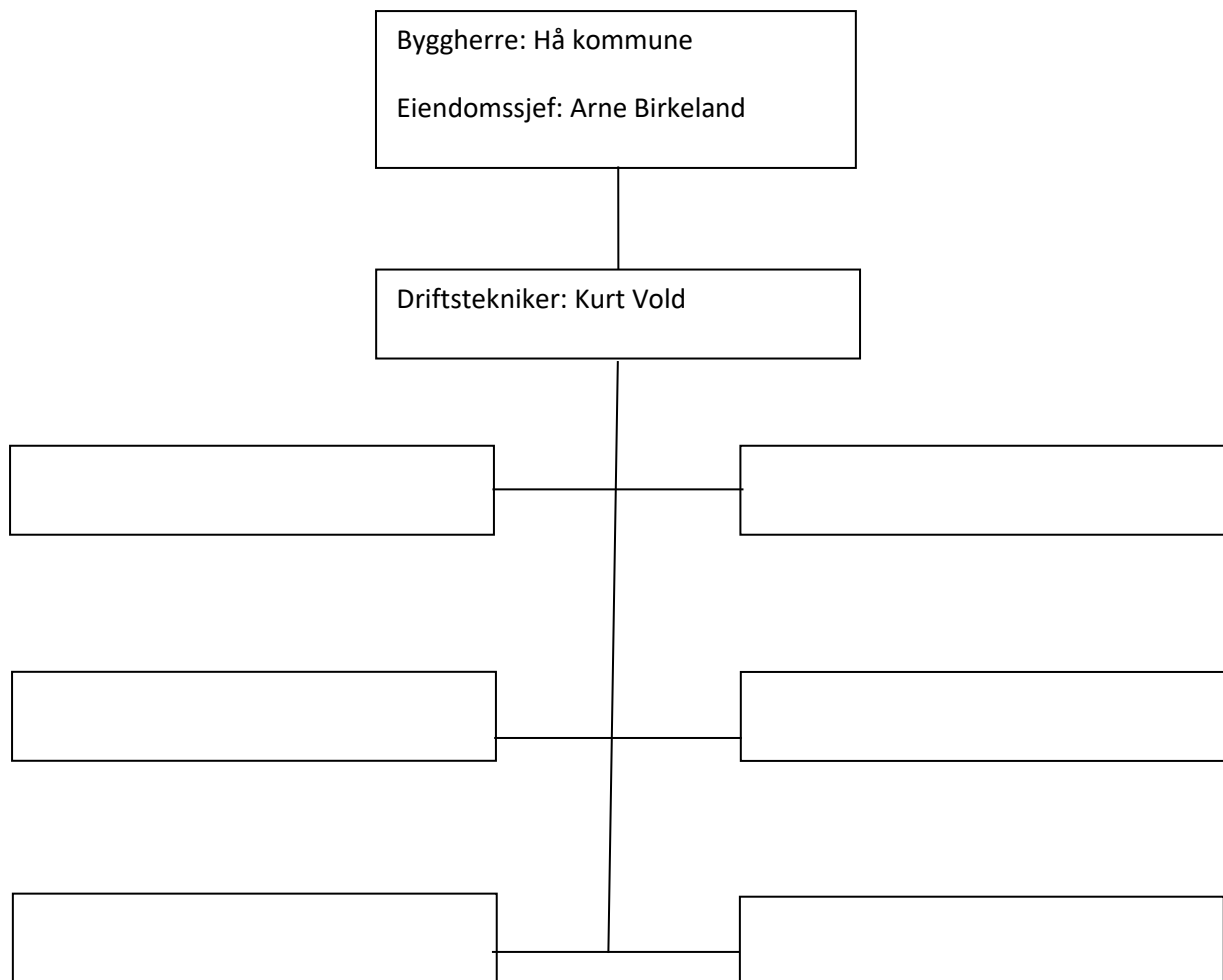 Byggherre: Hå kommune
Eiendomssjef: Arne Birkeland
Driftstekniker: Kurt Vold